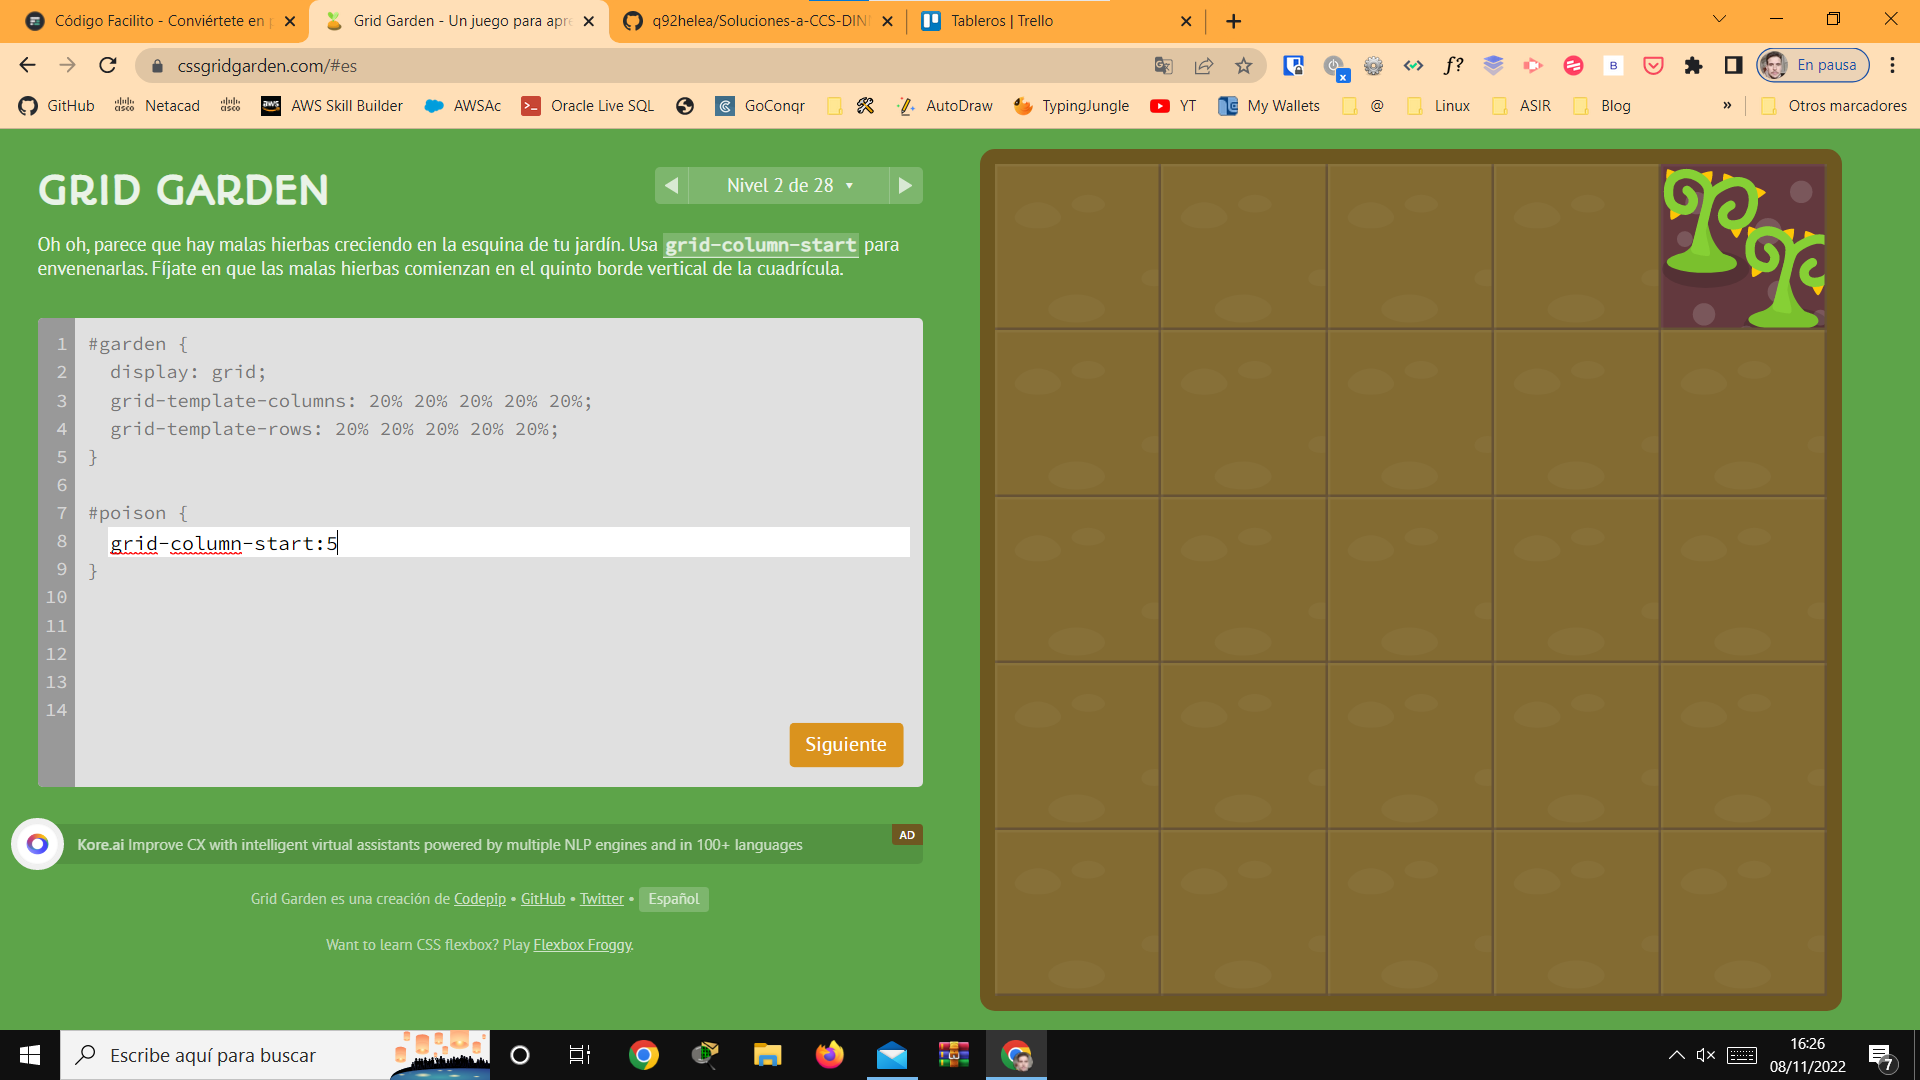 Código Facilito - Conviértete en p
Grid Garden - Un juego para apre
q92helea/Soluciones-a-CCS-DIN
Tableros | Trello
cssgridgarden.com/#es
f?
B
En pausa
GitHub
Netacad
AWS Skill Builder
AWSAc
Oracle Live SQL
GoConqr
AutoDraw
TypingJungle
YT
My Wallets
@
Linux
ASIR
Blog
»
Otros marcadores
GRID GARDEN
Nivel 2 de 28
Oh oh, parece que hay malas hierbas creciendo en la esquina de tu jardín. Usa grid-column-start para
envenenarlas. Fíjate en que las malas hierbas comienzan en el quinto borde vertical de la cuadrícula.
1 #garden {
2 display: grid;
3 grid-template-columns: 20% 20% 20% 20% 20%;
4 grid-template-rows: 20% 20% 20% 20% 20%;
5 }
6
7 #poison {
8 grid-column-start:5
9 }
10
11
12
13
14
Siguiente
Kore.ai Improve CX with intelligent virtual assistants powered by multiple NLP engines and in 100+ languages
AD
Grid Garden es una creación de Codepip • GitHub • Twitter • Español
Want to learn CSS flexbox? Play Flexbox Froggy.
Escribe aquí para buscar
16:26
08/11/2022
7